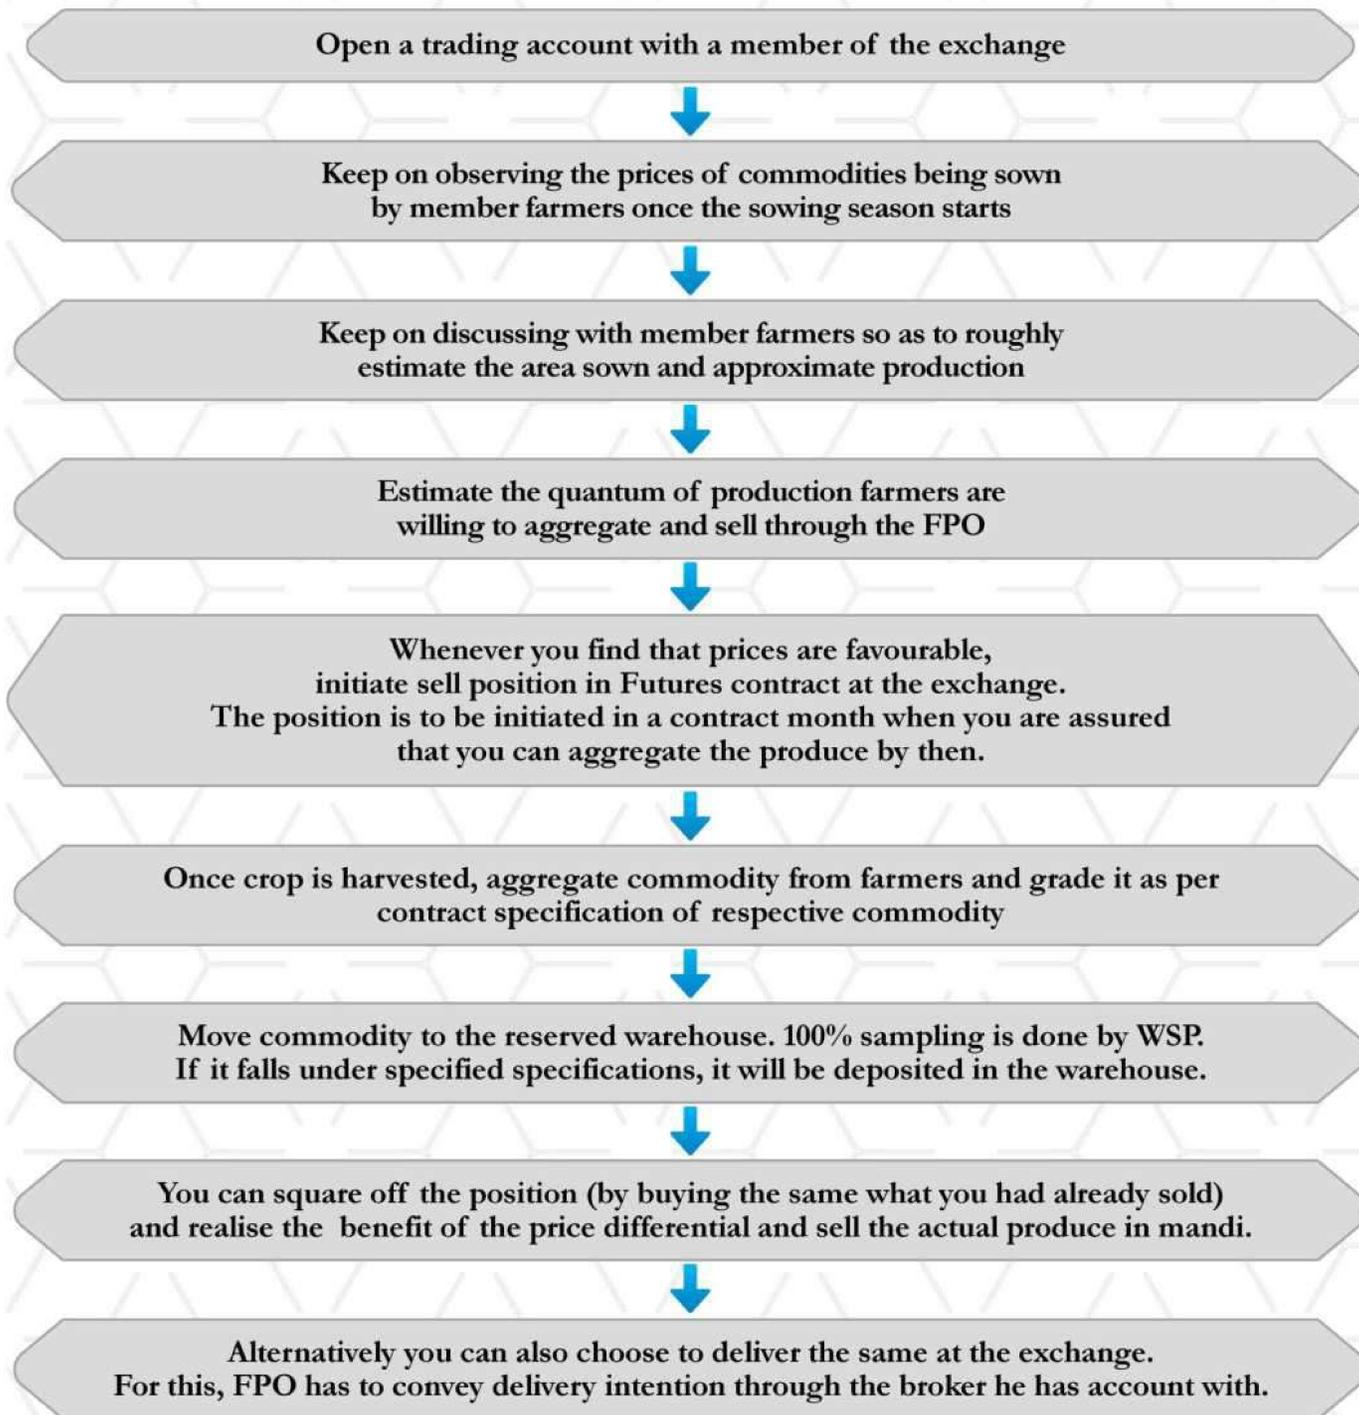 Open a trading account with a member of the exchange
Keep on observing the prices of commodities being sown
by member farmers once the sowing season starts
Keep on discussing with member farmers so as to roughly
estimate the area sown and approximate production
Estimate the quantum of production farmers are
willing to aggregate and sell through the FPO
Whenever you find that prices are favourable,
initiate sell position in Futures contract at the exchange.
The position is to be initiated in a contract month when you are assured
that you can aggregate the produce by then.
Once crop is harvested, aggregate commodity from farmers and grade it as per
contract specification of respective commodity
Move commodity to the reserved warehouse. 100% sampling is done by WSP.
If it falls under specified specifications, it will be deposited in the warehouse.
You can square off the position (by buying the same what you had already sold)
and realise the benefit of the price differential and sell the actual produce in mandi.
Alternatively you can also choose to deliver the same at the exchange.
For this, FPO has to convey delivery intention through the broker he has account with.